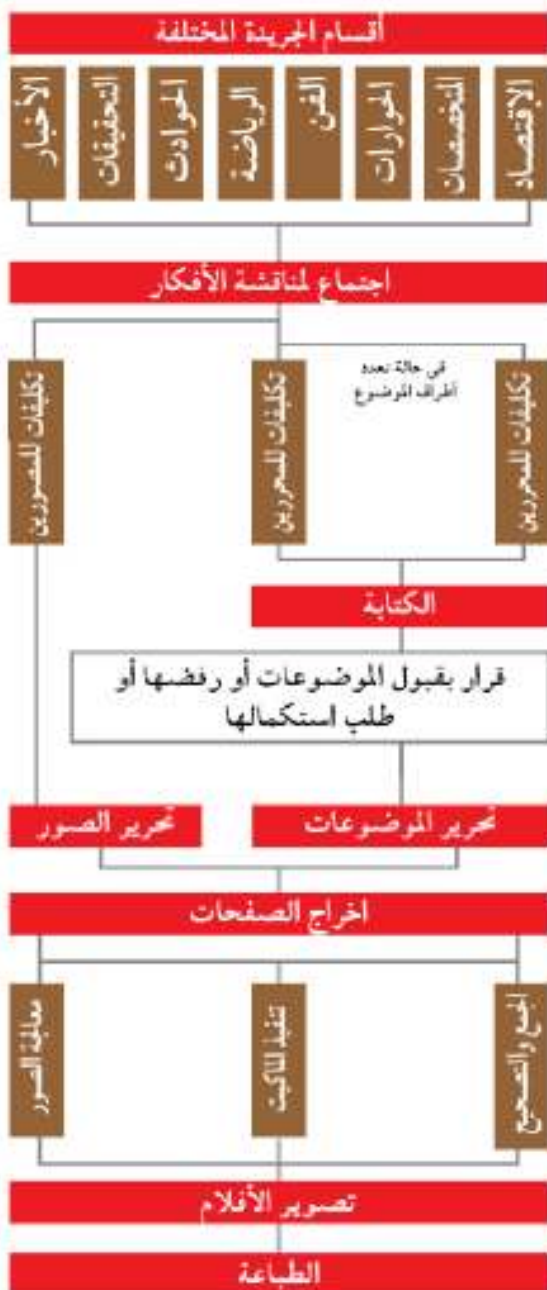 أقسام الجريدة المختلفة
الإقتصاد
المتخصصات
الحوارات
الفن
الرياضة
الحوادث
التحقيقات
الأخبار
اجتماع لمناقشة الأفكار
تكليفات للمحررين
في حالة تعدد
أطراف الموضوع
تكليفات للمحررين
تكليفات للمصورين
الكتابة
قرار بقبول الموضوعات أو رفضها أو
طلب استكمالها
تحرير الموضوعات
تحرير الصور
اخراج الصفحات
الجمع والتصحيح
تنفيذ الماكيت
معالجة الصور
تصوير الأفلام
الطباعة